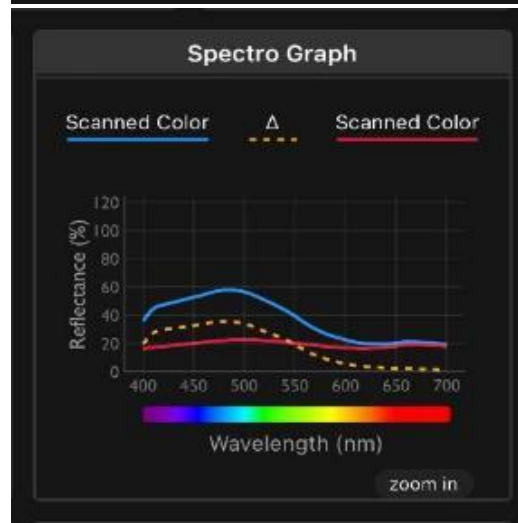 Spectro Graph
Scanned Color Δ Scanned Color
120
100
80
60
40
20
0
Reflectance (%)
400 450 500 550 600 650 700
Wavelength (nm)
zoom in